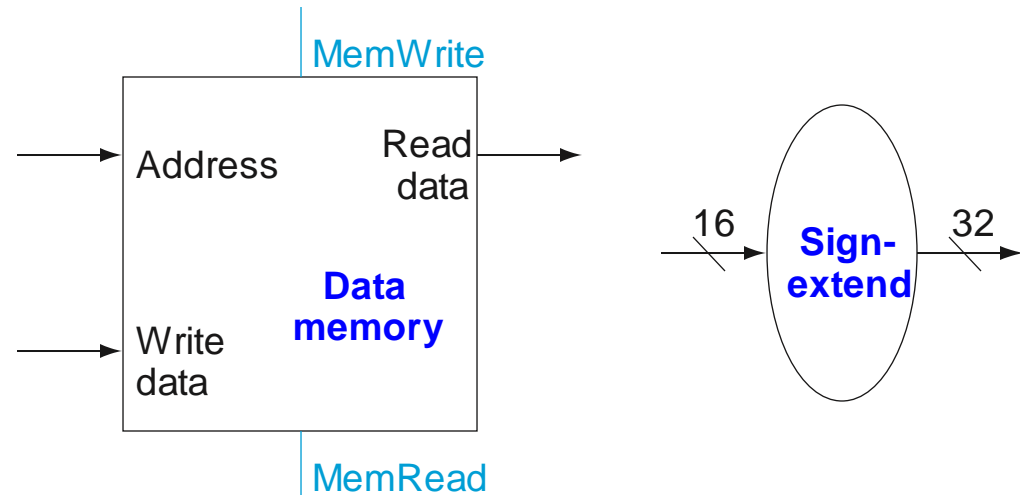 MemWrite
Address
Read
data
Data
memory
Write
data
MemRead
16
Sign-
extend
32